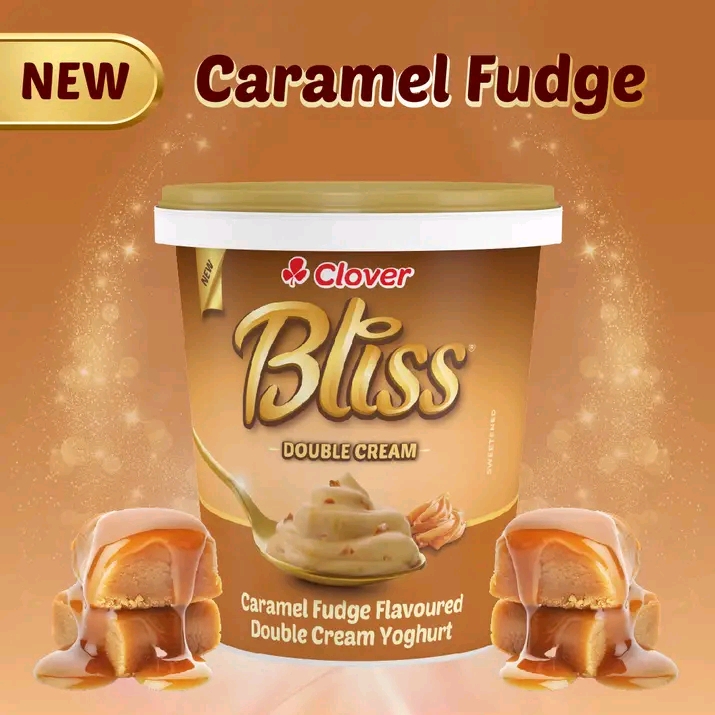 NEW
Caramel Fudge
NEW
Clover
Bliss®
DOUBLE CREAM
SWEETENED
Caramel Fudge Flavoured
Double Cream Yoghurt